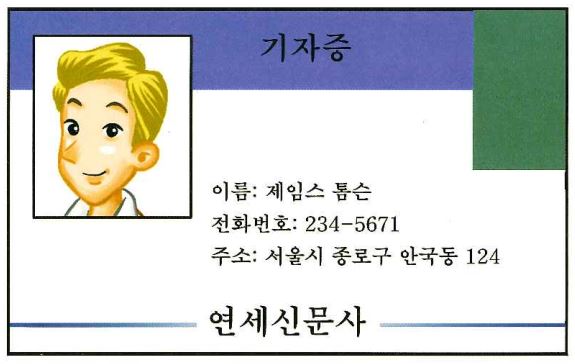 기자증
이름: 제임스 톰슨
전화번호: 234-5671
주소: 서울시 종로구 안국동 124
연세신문사